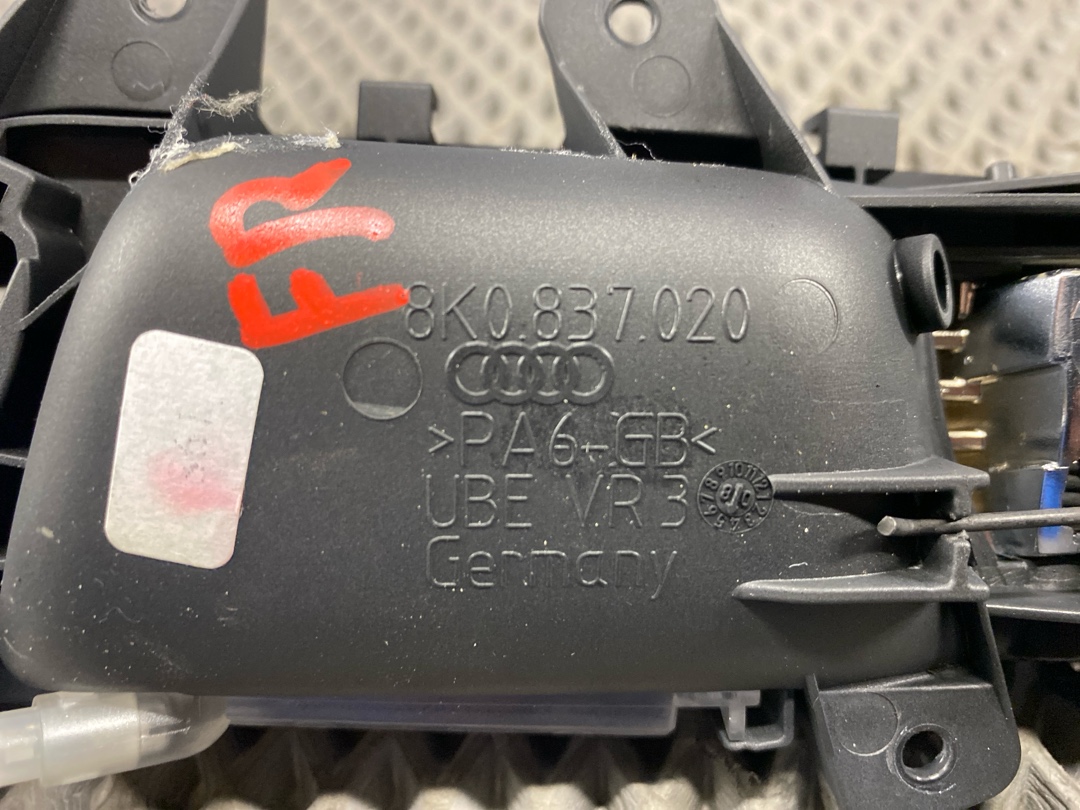 FR
8K0.837.020
>PA6+GB<
UBE VR3
Germany